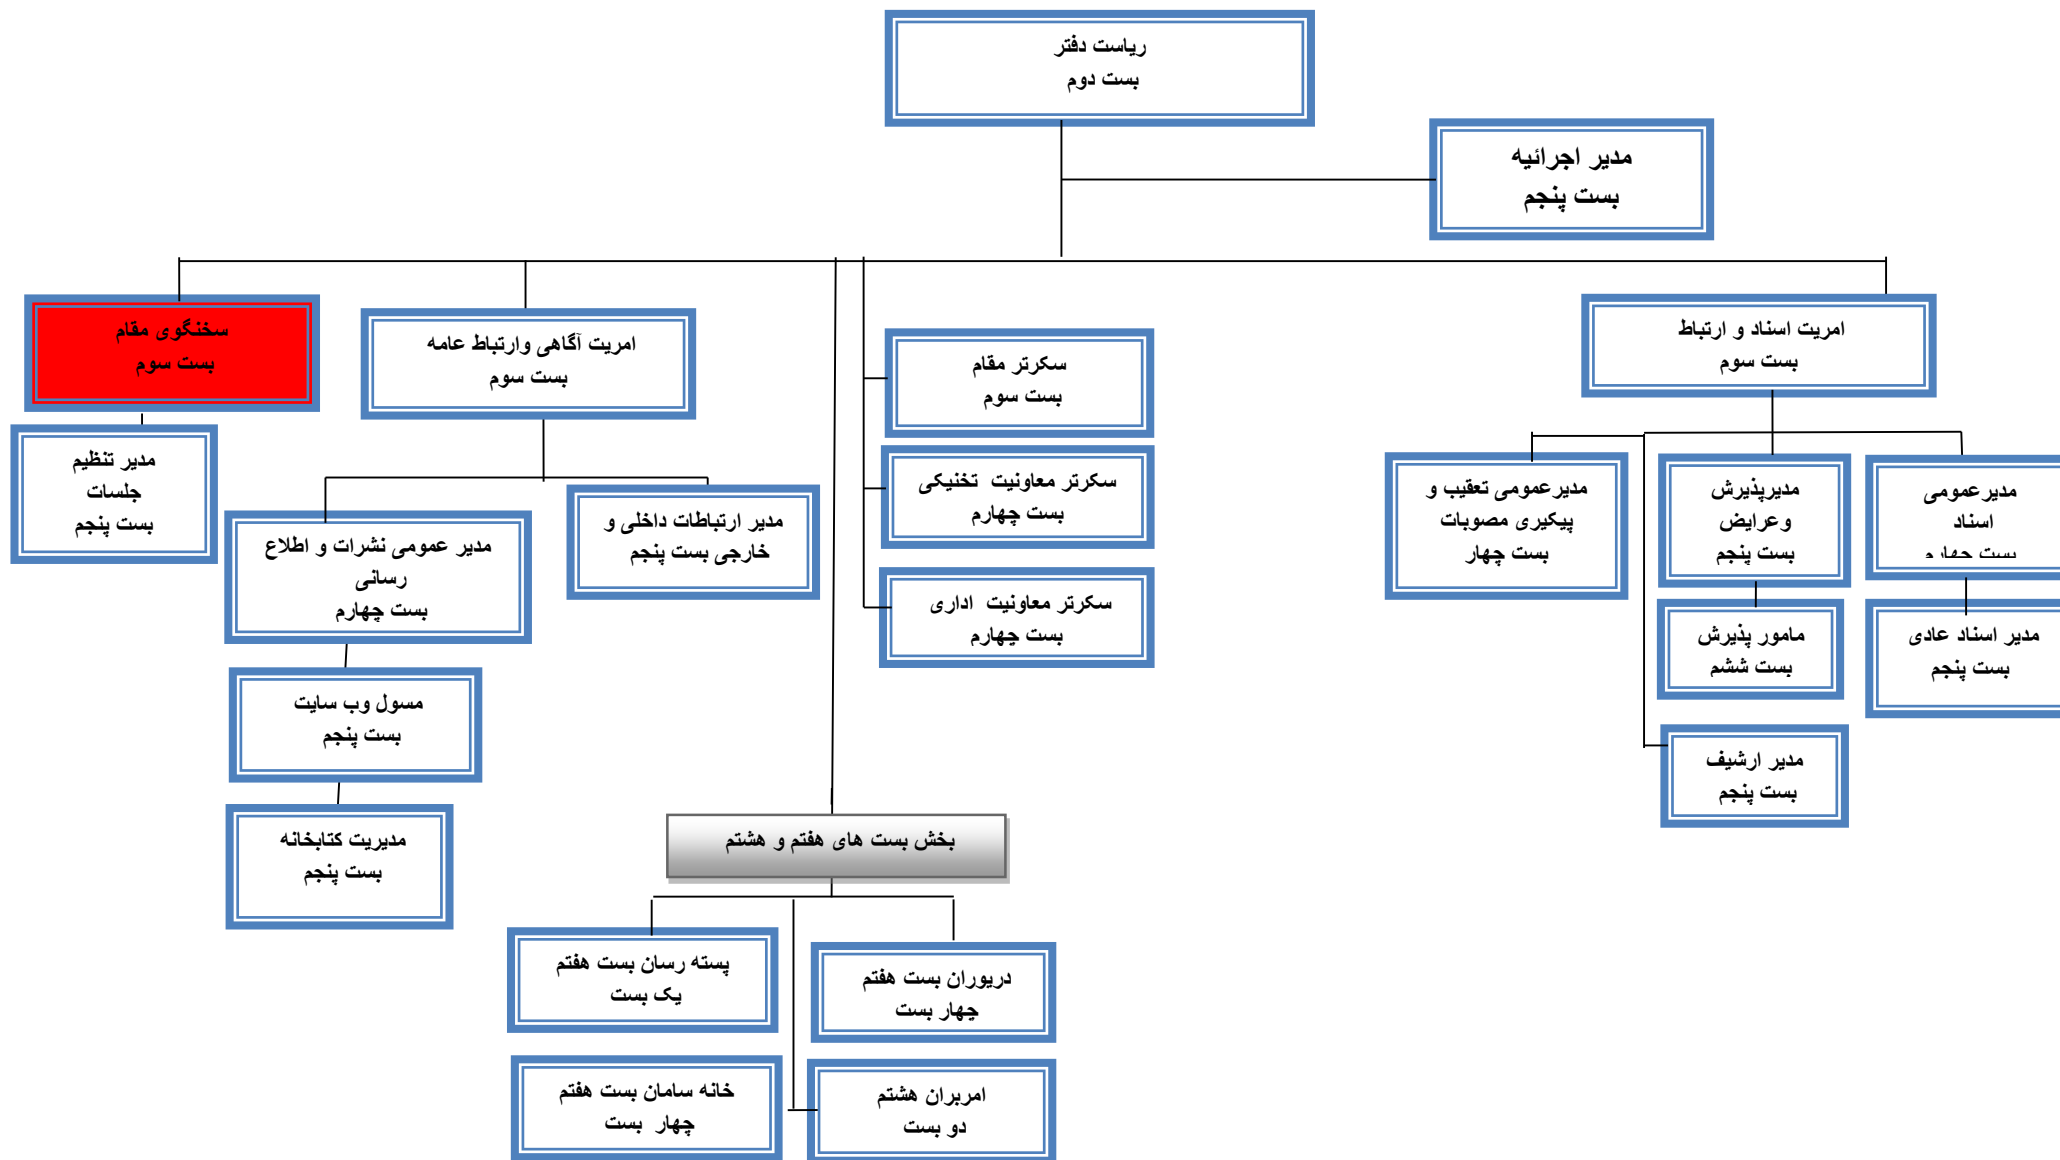 ریاست دفتر
بست دوم
مدیر اجرائیه
بست پنجم
امریت اسناد و ارتباط
بست سوم
سکرتر مقام
بست سوم
امریت آگاهی وارتباط عامه
بست سوم
سخنگوی مقام
بست سوم
مدیرعمومی
اسناد
بست چهارم
مدیرپذیرش
وعرایض
بست پنجم
مدیرعمومی تعقیب و
پیکیری مصوبات
بست چهار
سکرتر معاونیت تخنیکی
بست چهارم
مدیر ارتباطات داخلی و
خارجی بست پنجم
مدیر عمومی نشرات و اطلاع
رسانی
بست چهارم
مدیر تنظیم
جلسات
بست پنجم
مدیر اسناد عادی
بست پنجم
مامور پذیرش
بست ششم
سکرتر معاونیت اداری
بست چهارم
مسول وب سایت
بست پنجم
مدیر ارشیف
بست پنجم
مدیریت کتابخانه
بست پنجم
بخش بست های هفتم و هشتم
دریوران بست هفتم
چهار بست
پسته رسان بست هفتم
یک بست
امربران هشتم
دو بست
خانه سامان بست هفتم
چهار بست